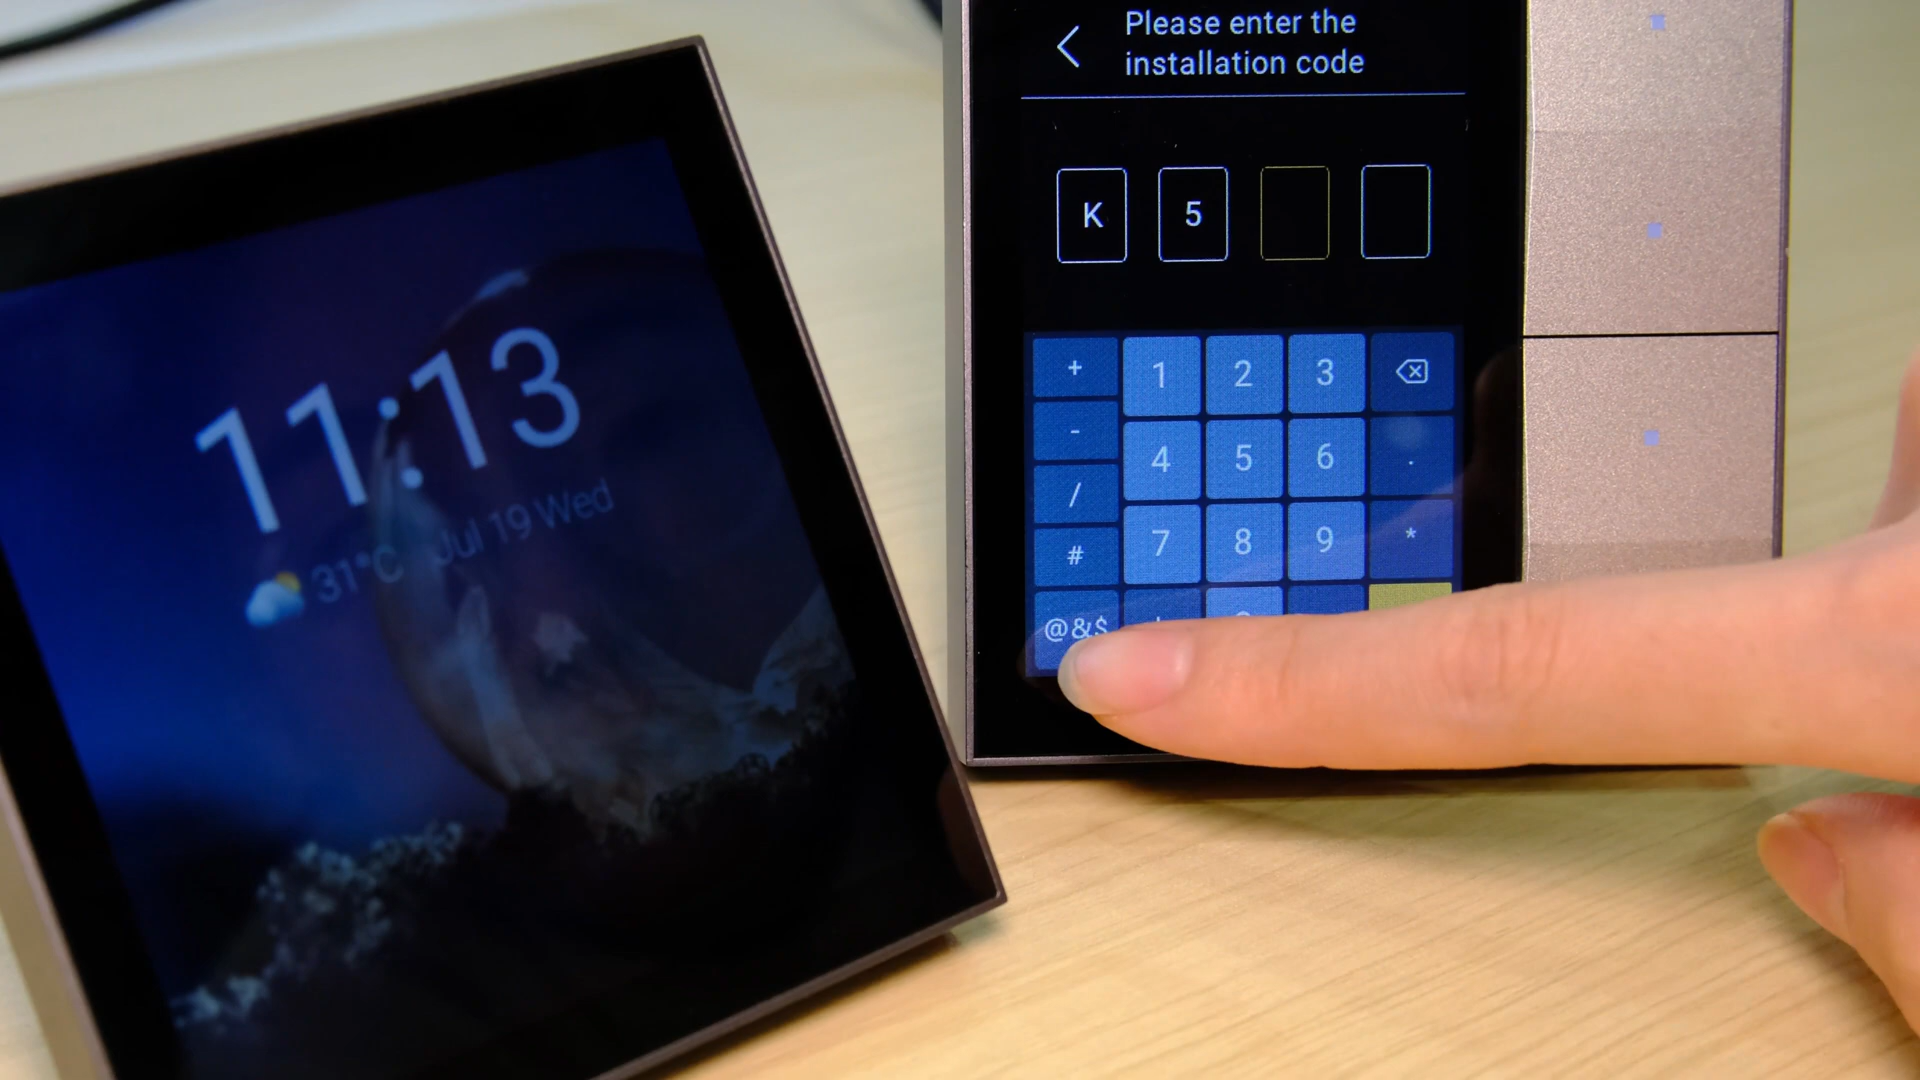 11:13
31°C Jul 19 Wed
Please enter the
installation code
K 5
+ 1 2 3
- 4 5 6 .
/ 7 8 9 *
#
@&$